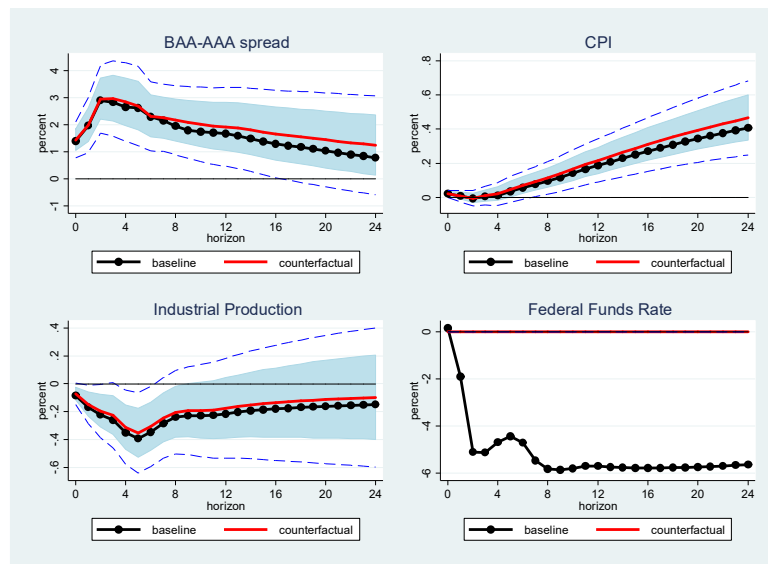 BAA-AAA spread
percent
4
3
2
1
0
-1
0 4 8 12 16 20 24
horizon
baseline counterfactual
CPI
percent
.8
.6
.4
.2
0
0 4 8 12 16 20 24
horizon
baseline counterfactual
Industrial Production
percent
.4
.2
0
-.2
-.4
-.6
0 4 8 12 16 20 24
horizon
baseline counterfactual
Federal Funds Rate
percent
0
-2
-4
-6
0 4 8 12 16 20 24
horizon
baseline counterfactual